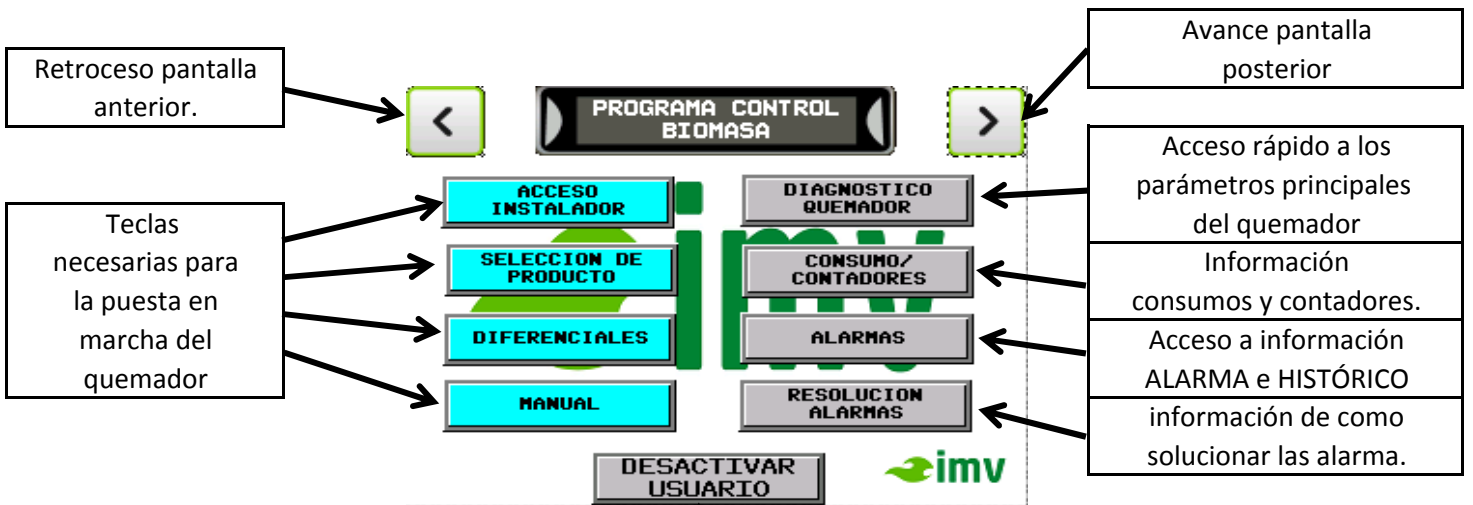 Retroceso pantalla
anterior.
<
PROGRAMA CONTROL
BIOMASA
>
Avance pantalla
posterior
Teclas
necesarias para
la puesta en
marcha del
quemador
ACCESO
INSTALADOR
SELECCION DE
PRODUCTO
DIFERENCIALES
MANUAL
DIAGNOSTICO
QUEMADOR
CONSUMO/
CONTADORES
ALARMAS
RESOLUCION
ALARMAS
Acceso rápido a los
parámetros principales
del quemador
Información
consumos y contadores.
Acceso a información
ALARMA e HISTÓRICO
información de como
solucionar las alarma.
imv
DESACTIVAR
USUARIO
imv